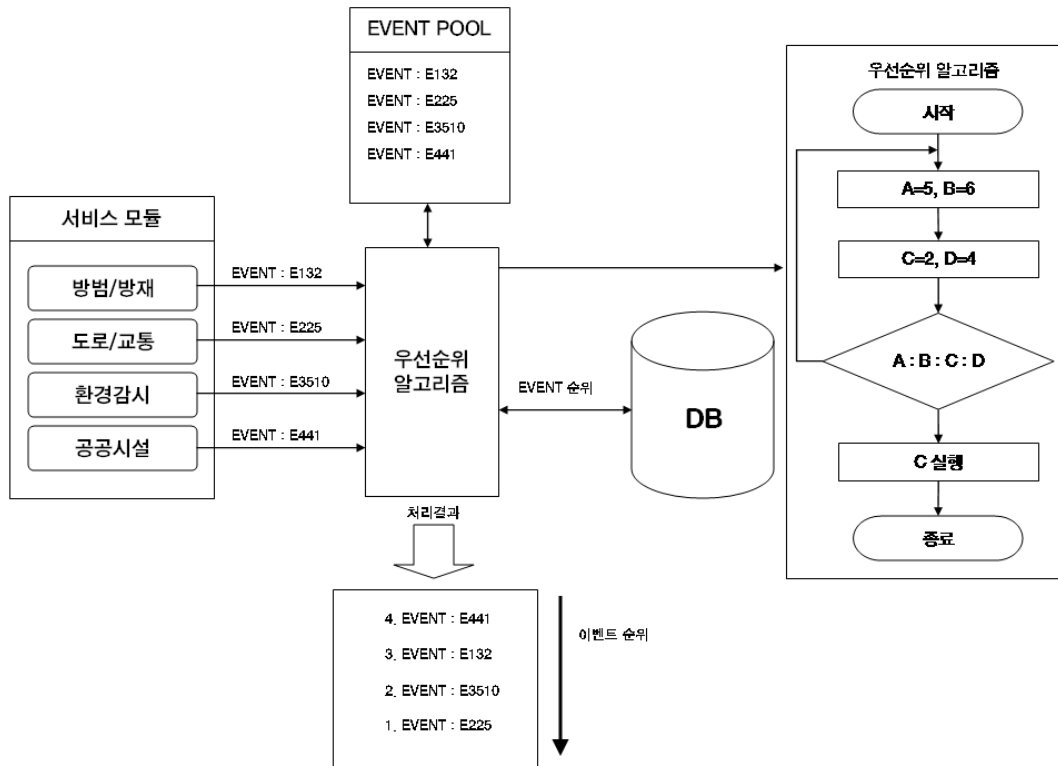 EVENT POOL
EVENT : E132
EVENT : E225
EVENT : E3510
EVENT : E441
서비스 모듈
방범/방재
도로/교통
환경감시
공공시설
EVENT : E132
EVENT : E225
EVENT : E3510
EVENT : E441
우선순위
알고리즘
EVENT 순위
DB
처리결과
4. EVENT : E441
3. EVENT : E132
2. EVENT : E3510
1. EVENT : E225
이벤트 순위
우선순위 알고리즘
시작
A=5, B=6
C=2, D=4
A : B : C : D
C 실행
종료